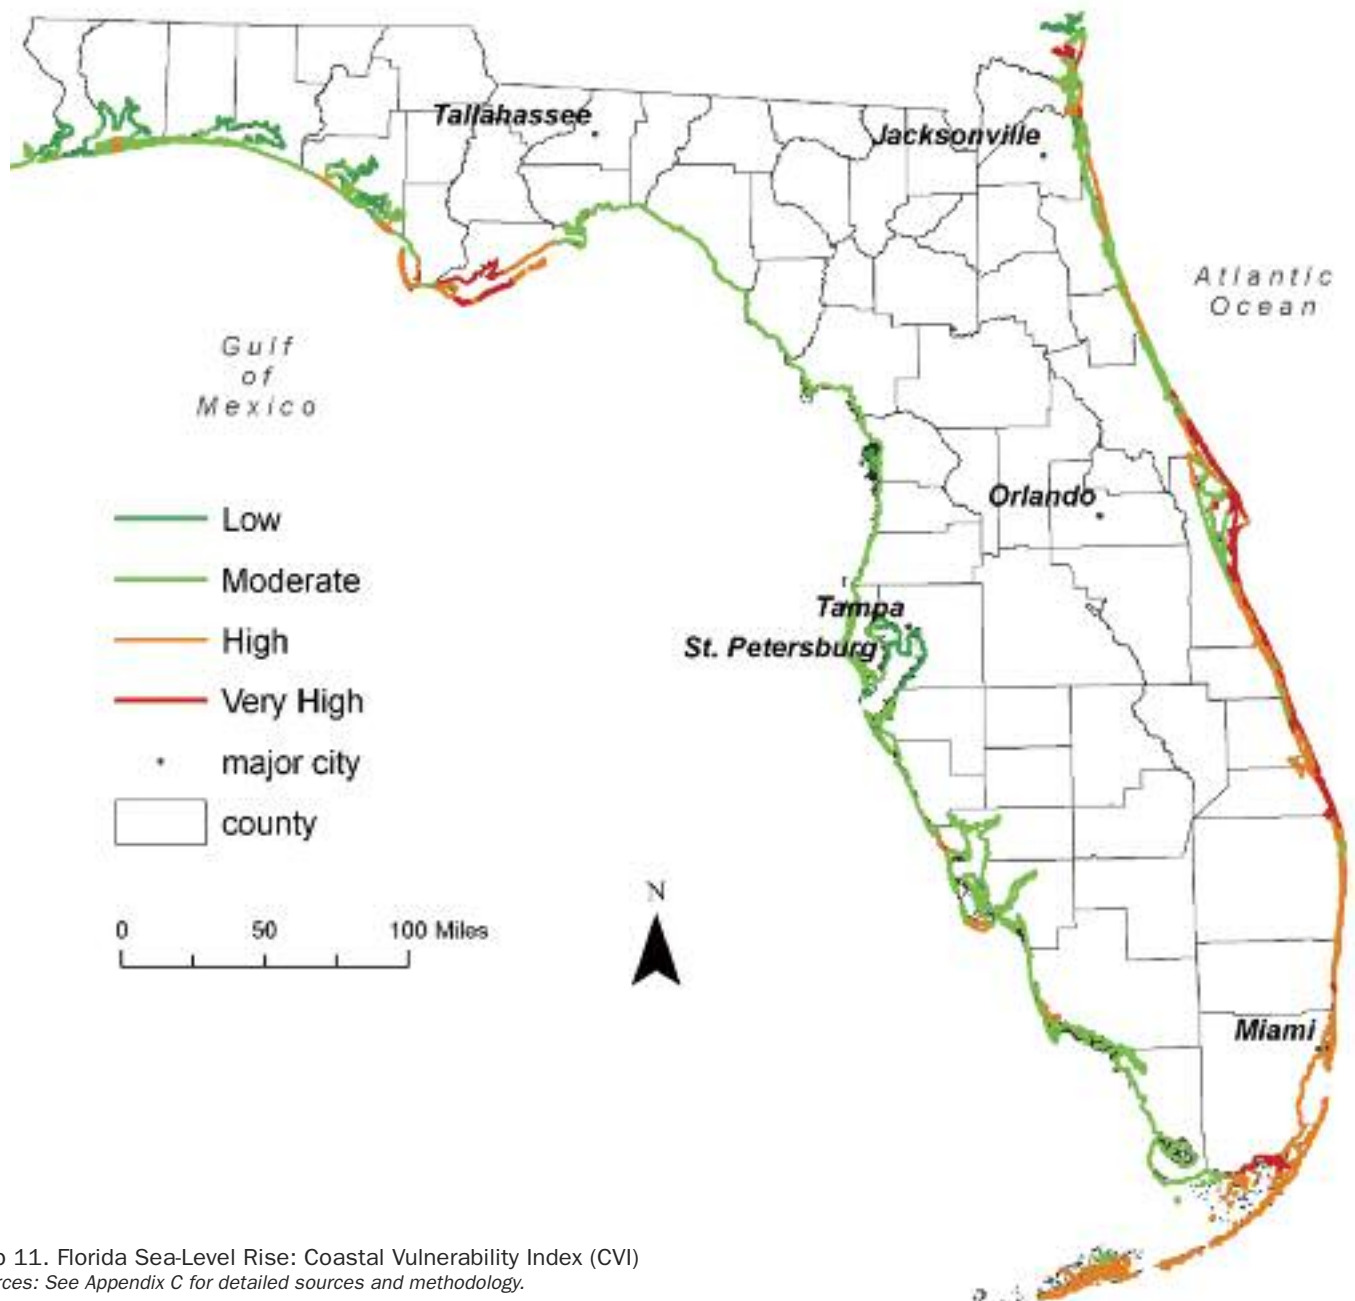 Tallahassee
Jacksonville
Atlantic
Ocean
Gulf
of
Mexico
Low
Moderate
High
Very High
major city
county
Orlando
Tampa
St. Petersburg
0 50 100 Miles
N
Miami
11. Florida Sea-Level Rise: Coastal Vulnerability Index (CVI)
See Appendix C for detailed sources and methodology.